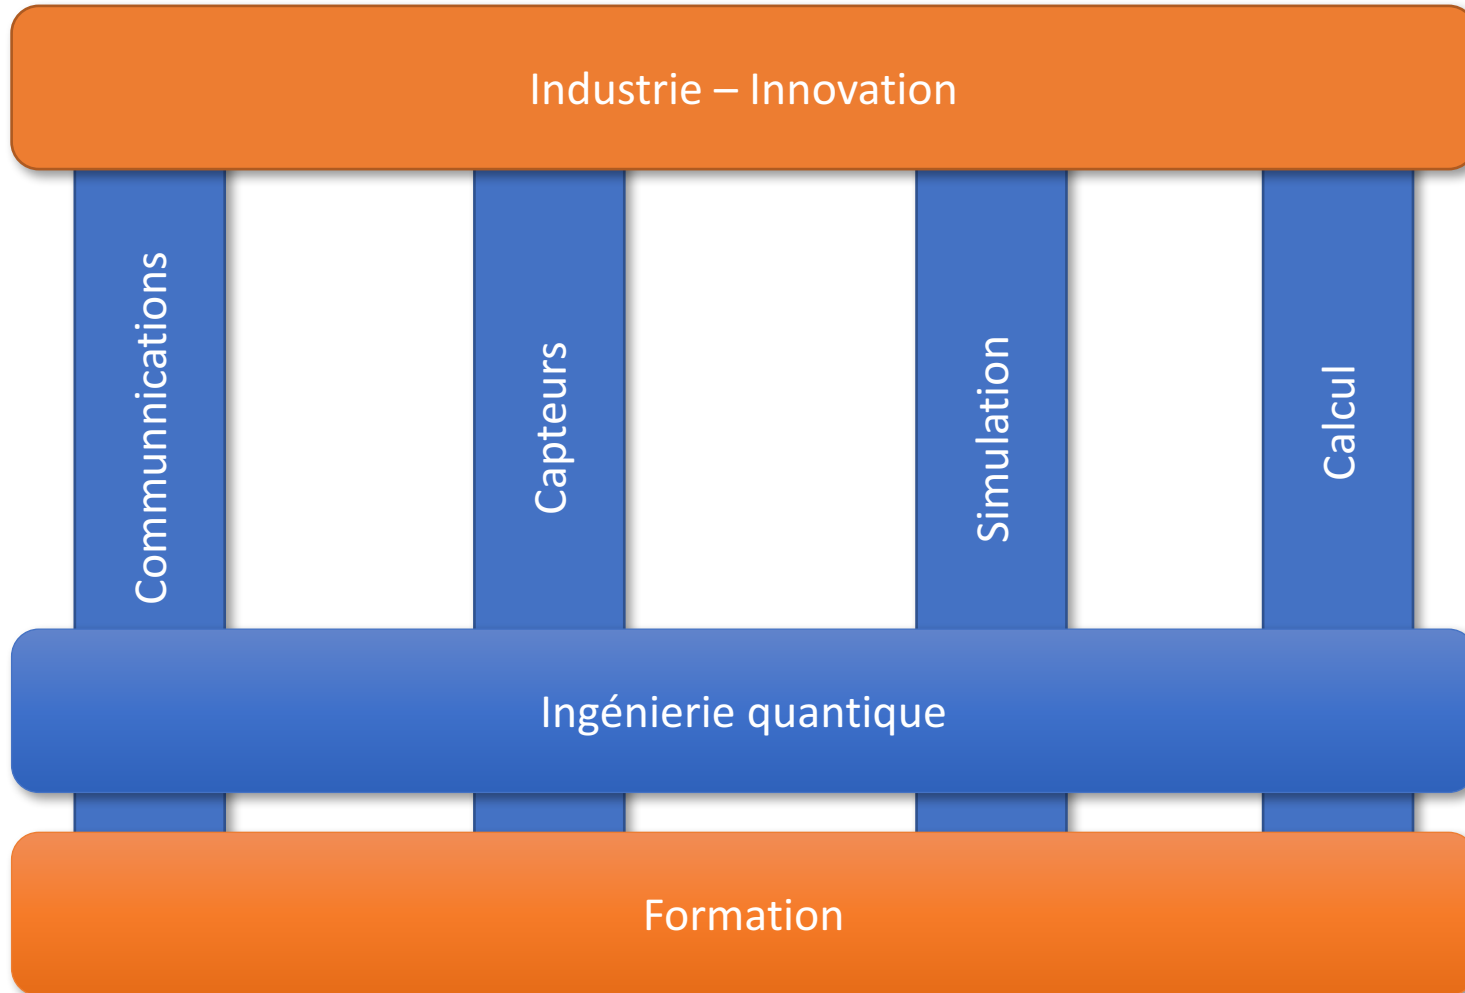 Industrie – Innovation
Communnications
Capteurs
Simulation
Calcul
Ingénierie quantique
Formation